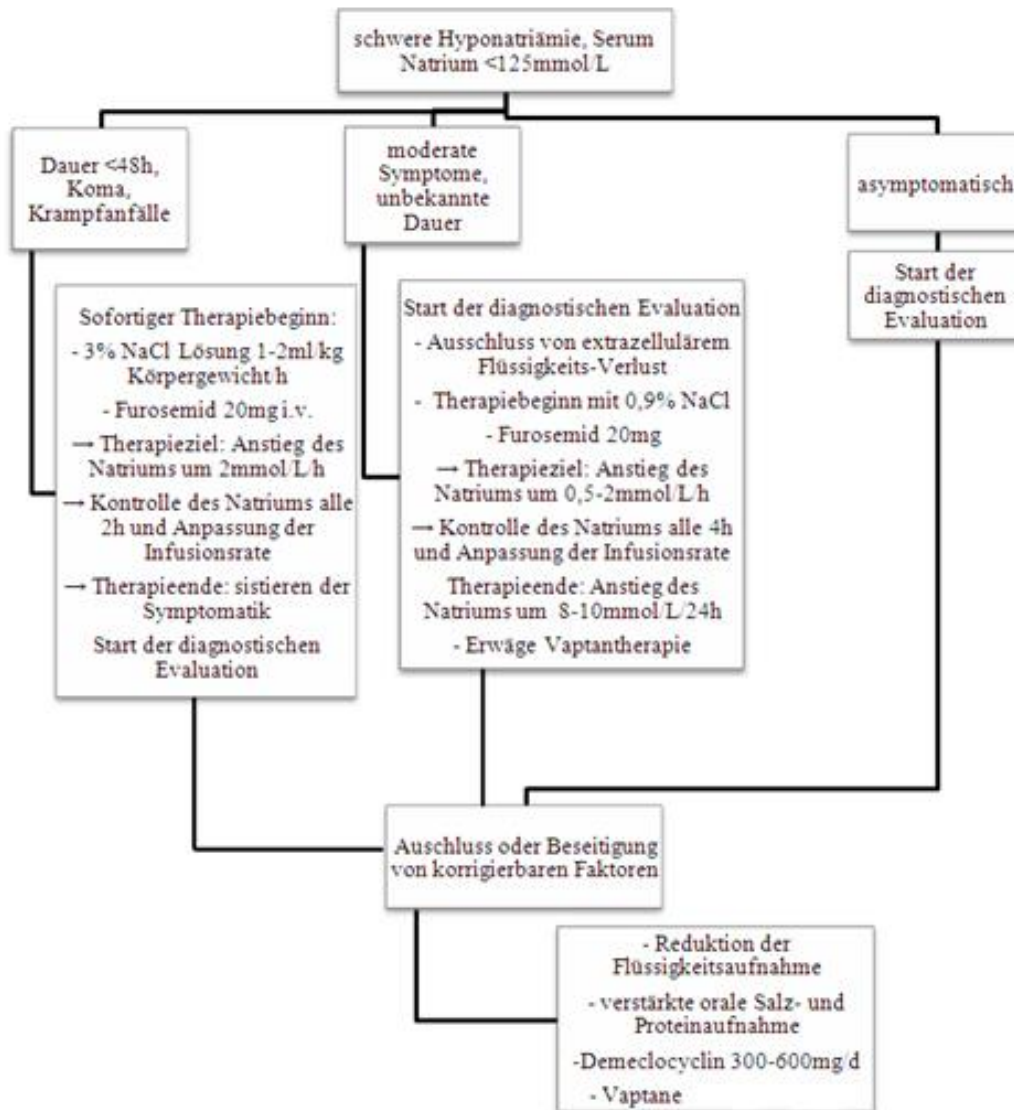 schwere Hyponatriämie, Serum
Natrium <125mmol/L
Dauer <48h,
Koma,
Krampfanfälle
moderate
Symptome,
unbekannte
Dauer
asymptomatisch
Start der
diagnostischen
Evaluation
Sofortiger Therapiebeginn:
- 3% NaCl Lösung 1-2ml/kg
Körpergewicht h
- Furosemid 20mg i.v.
→ Therapieziel: Anstieg des
Natriums um 2mmol/L/h
→ Kontrolle des Natriums alle
2h und Anpassung der
Infusionsrate
→ Therapieende: sistieren der
Symptomatik
Start der diagnostischen
Evaluation
Start der diagnostischen Evaluation
- Ausschluss von extrazellulärem
Flüssigkeits-Verlust
- Therapiebeginn mit 0,9% NaCl
- Furosemid 20mg
→ Therapieziel: Anstieg des
Natriums um 0,5-2mmol/L/h
→ Kontrolle des Natriums alle 4h
und Anpassung der Infusionsrate
Therapieende: Anstieg des
Natriums um 8-10mmol/L/24h
- Erwäge Vaptantherapie
Auschluss oder Beseitigung
von korrigierbaren Faktoren
- Reduktion der
Flüssigkeitsaufnahme
- verstärkte orale Salz- und
Proteinaufnahme
-Demeclocyclin 300-600mg/d
- Vaptane